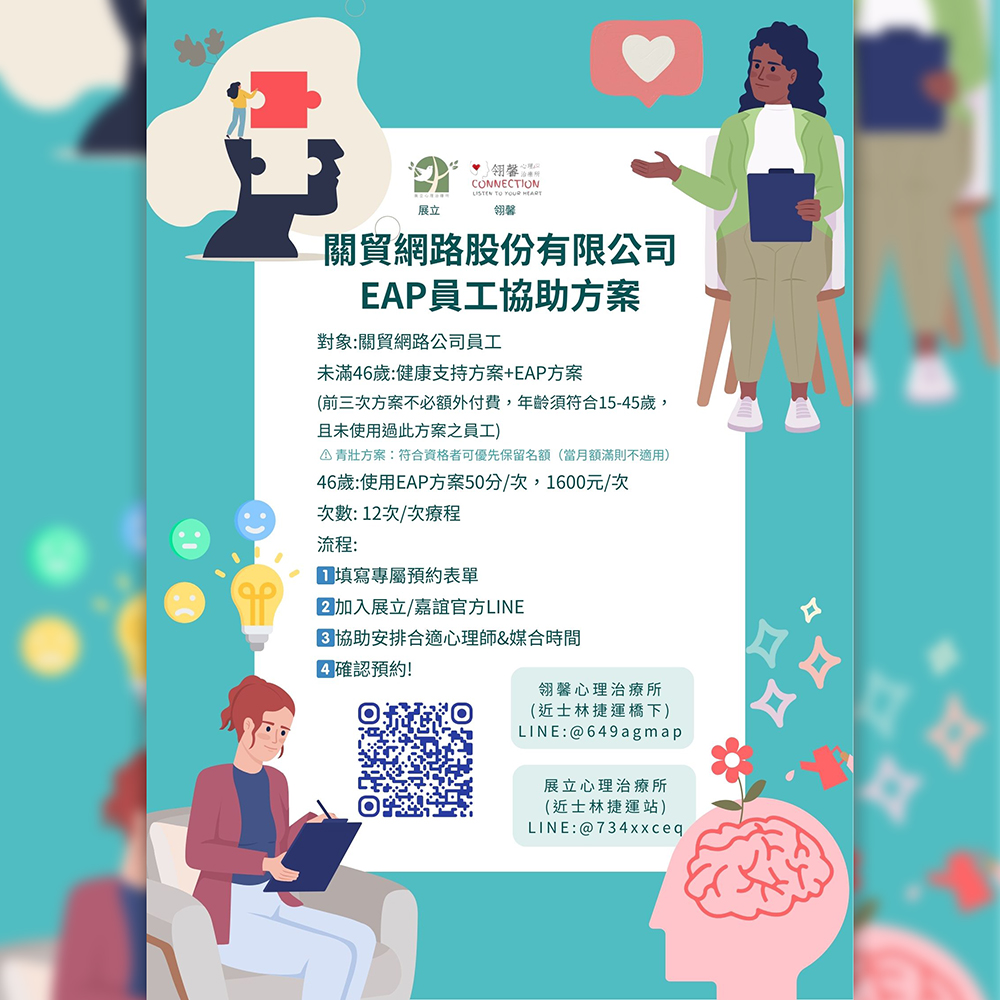 翎馨 心理
治療所
CONNECTION
LISTEN TO YOUR HEART
展立
翎馨
關貿網路股份有限公司
EAP員工協助方案
對象:關貿網路公司員工
未滿46歲:健康支持方案+EAP方案
(前三次方案不必額外付費，年齡須符合15-45歲，
且未使用過此方案之員工)
⚠ 青壯方案：符合資格者可優先保留名額（當月額滿則不適用）
46歲:使用EAP方案50分/次，1600元/次
次數: 12次/次療程
流程:
1️⃣填寫專屬預約表單
2️⃣加入展立/嘉誼官方LINE
3️⃣協助安排合適心理師&媒合時間
4️⃣確認預約!
翎馨心理治療所
(近士林捷運橋下)
LINE:@649agmap
展立心理治療所
(近士林捷運站)
LINE:@734xxceq